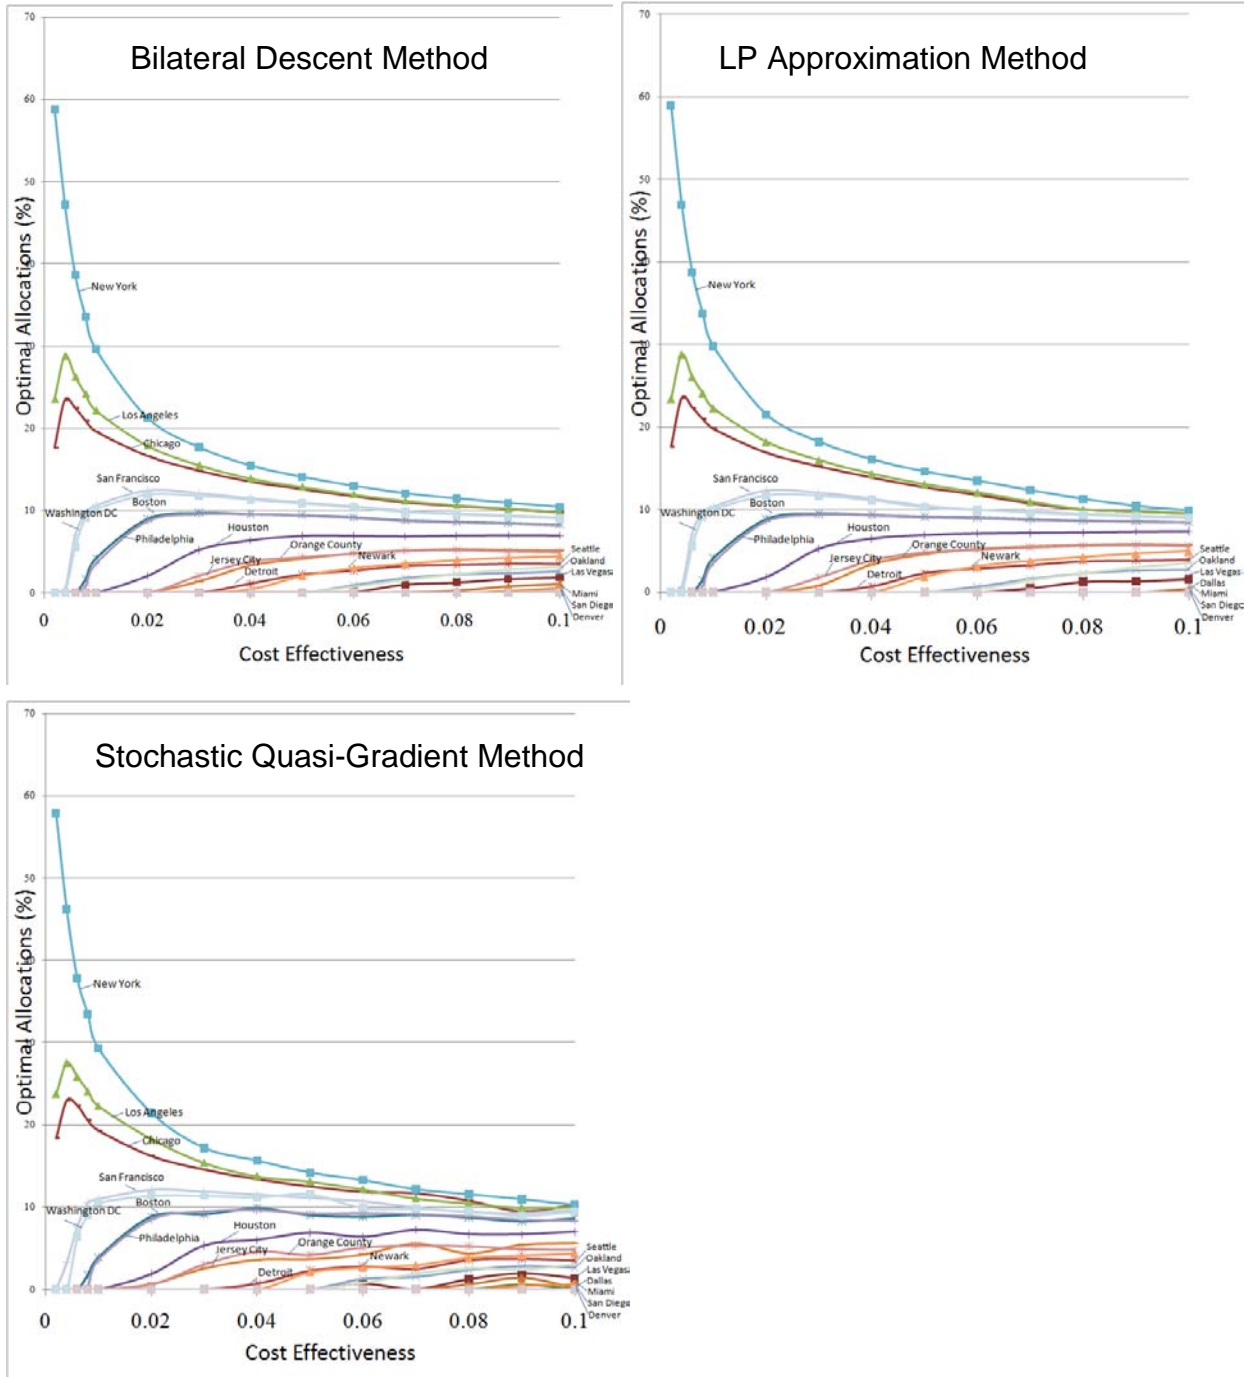 70
Bilateral Descent Method
60
50
40
30
20
10
0
Optimal Allocations (%)
New York
Los Angeles
Chicago
San Francisco
Boston
Washington DC
Philadelphia
Houston
Jersey City
Orange County
Detroit
Newark
Seattle
Oakland
Las Vegas
Miami
San Diego
Denver
0 0.02 0.04 0.06 0.08 0.1
Cost Effectiveness
70
LP Approximation Method
60
50
40
30
20
10
0
Optimal Allocations (%)
New York
San Francisco
Boston
Washington DC
Philadelphia
Houston
Jersey City
Orange County
Detroit
Newark
Seattle
Oakland
Las Vegas
Dallas
Miami
San Diego
Denver
0 0.02 0.04 0.06 0.08 0.1
Cost Effectiveness
70
Stochastic Quasi-Gradient Method
60
50
40
30
20
10
0
Optimal Allocations (%)
New York
Los Angeles
Chicago
San Francisco
Boston
Washington DC
Philadelphia
Houston
Jersey City
Orange County
Detroit
Newark
Seattle
Oakland
Las Vegas
Dallas
Miami
San Diego
Denver
0 0.02 0.04 0.06 0.08 0.1
Cost Effectiveness